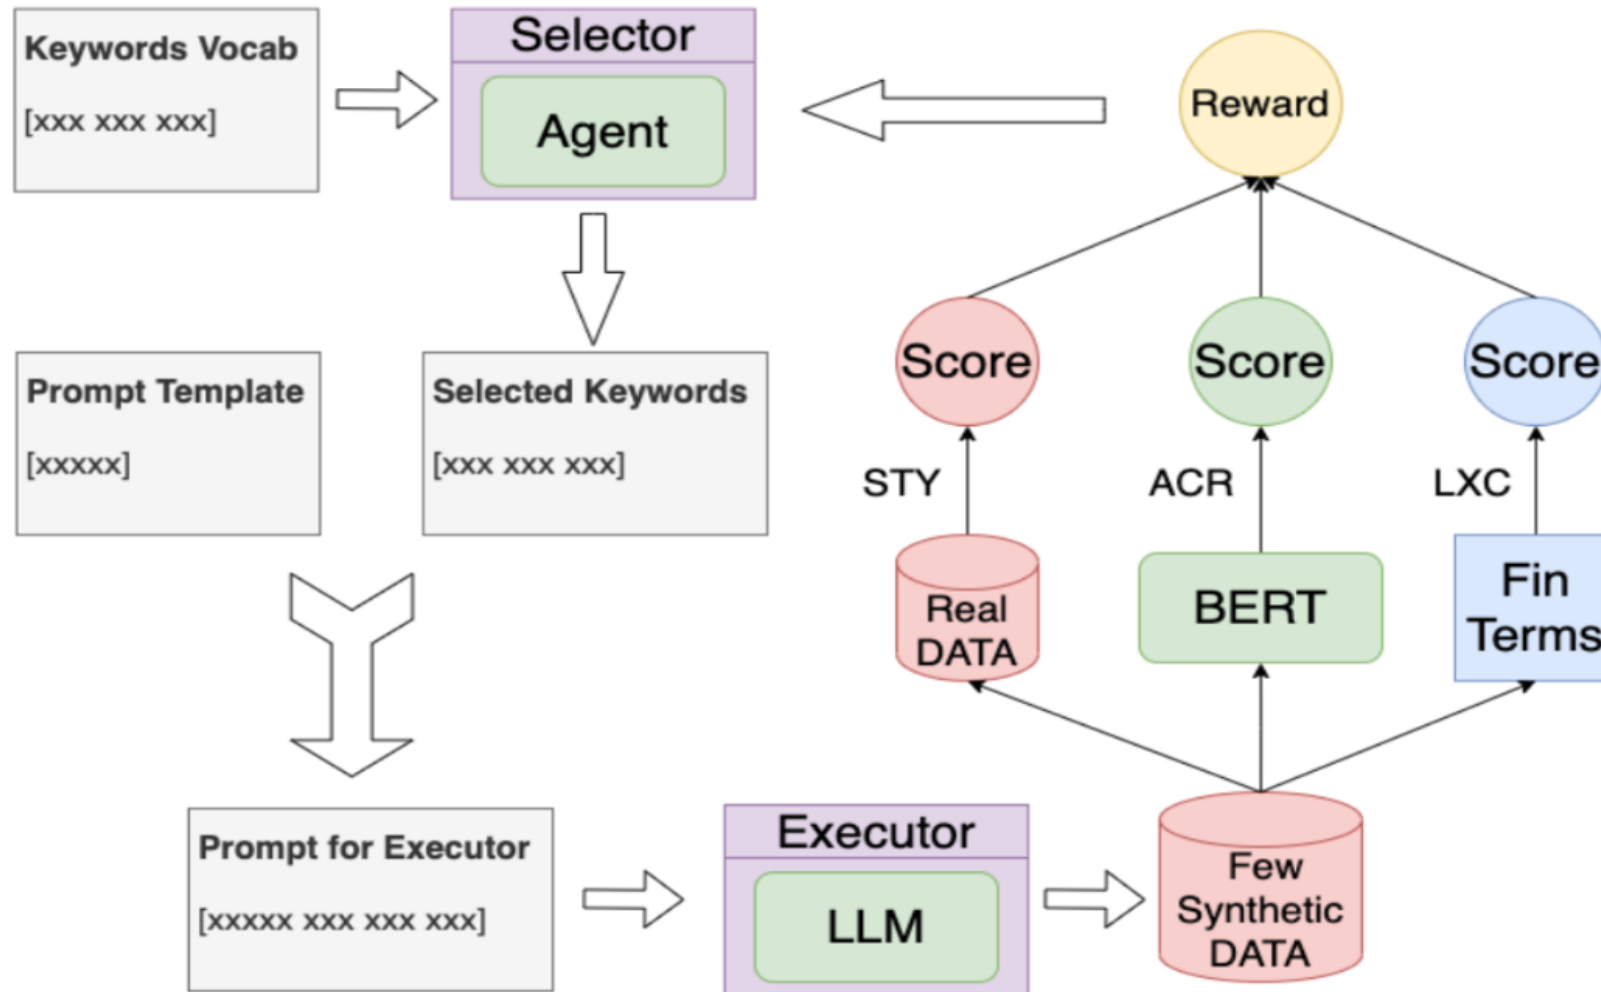 Keywords Vocab
[xxx xxx xxx]
Selector
Agent
Reward
Prompt Template
[xxxxx]
Selected Keywords
[xxx xxx xxx]
Score
Score
Score
STY
ACR
LXC
Real
DATA
BERT
Fin
Terms
Prompt for Executor
[xxxxx xxx xxx xxx]
Executor
LLM
Few
Synthetic
DATA